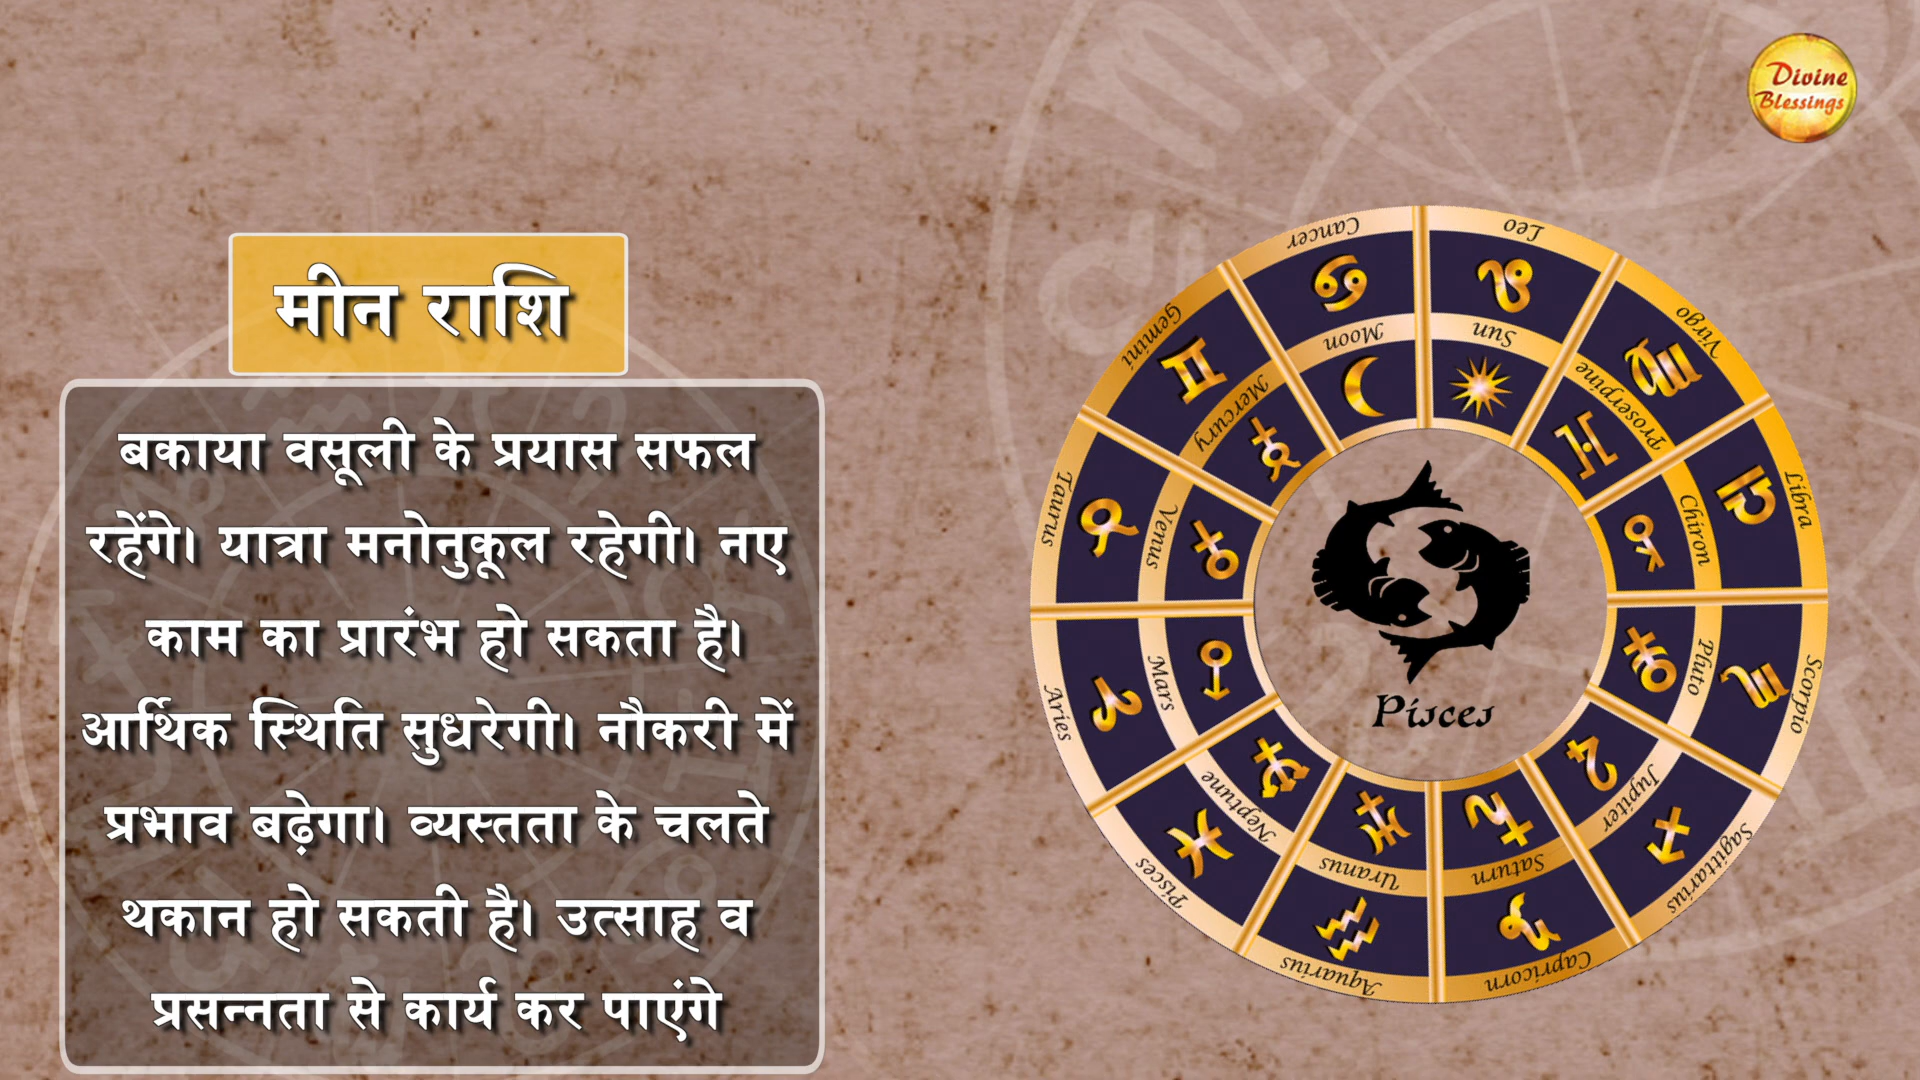 Divine
Blessings
मीन राशि
बकाया वसूली के प्रयास सफल
रहेंगे। यात्रा मनोनुकूल रहेगी। नए
काम का प्रारंभ हो सकता है।
आर्थिक स्थिति सुधरेगी। नौकरी में
प्रभाव बढ़ेगा। व्यस्तता के चलते
थकान हो सकती है। उत्साह व
प्रसन्नता से कार्य कर पाएंगे
Cancer
Leo
Virgo
Libra
Scorpio
Sagittarius
Capricorn
Aquarius
Pisces
Aries
Taurus
Gemini
Moon
Sun
Proserpine
Chiron
Pluto
Jupiter
Saturn
Uranus
Neptune
Mars
Venus
Mercury
Pisces